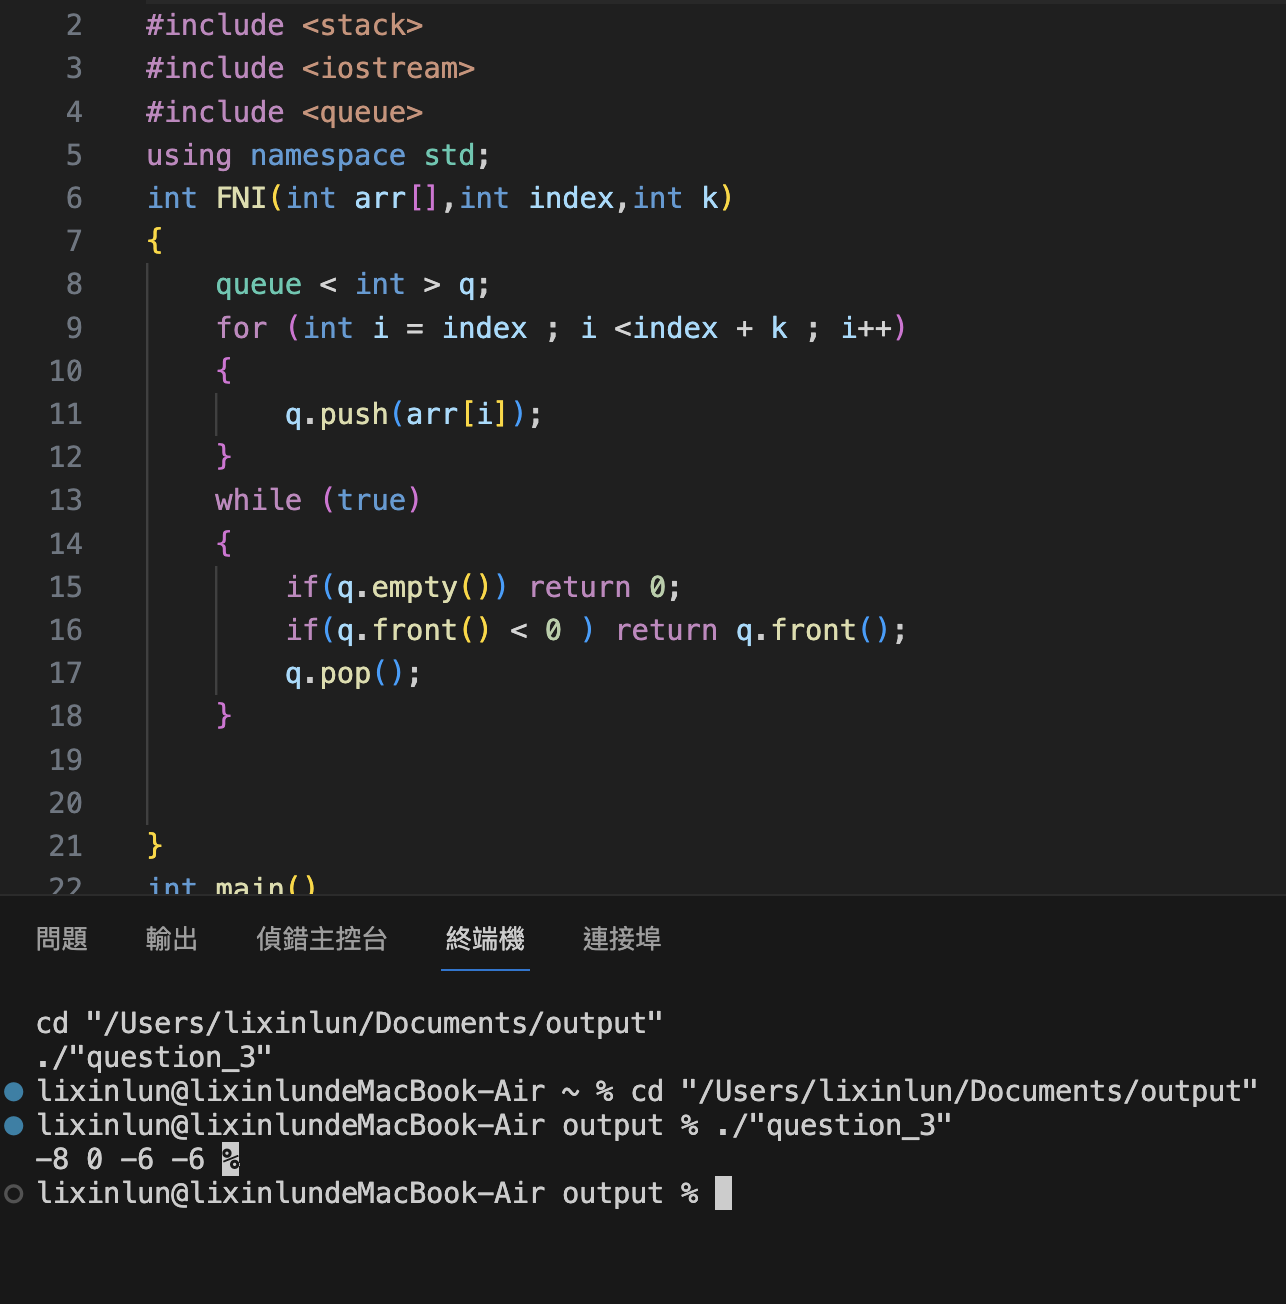 2 #include <stack>
3 #include <iostream>
4 #include <queue>
5 using namespace std;
6 int FNI(int arr[],int index,int k)
7 {
8 queue < int > q;
9 for (int i = index ; i <index + k ; i++)
10 {
11 q.push(arr[i]);
12 }
13 while (true)
14 {
15 if(q.empty()) return 0;
16 if(q.front() < 0 ) return q.front();
17 q.pop();
18 }
19
20
21 }
22 int main()
問題 輸出 偵錯主控台 終端機 連接埠
cd "/Users/lixinlun/Documents/output"
./"question_3"
lixinlun@lixinlundeMacBook-Air ~ % cd "/Users/lixinlun/Documents/output"
lixinlun@lixinlundeMacBook-Air output % ./"question_3"
-8 0 -6 -6 %
lixinlun@lixinlundeMacBook-Air output %